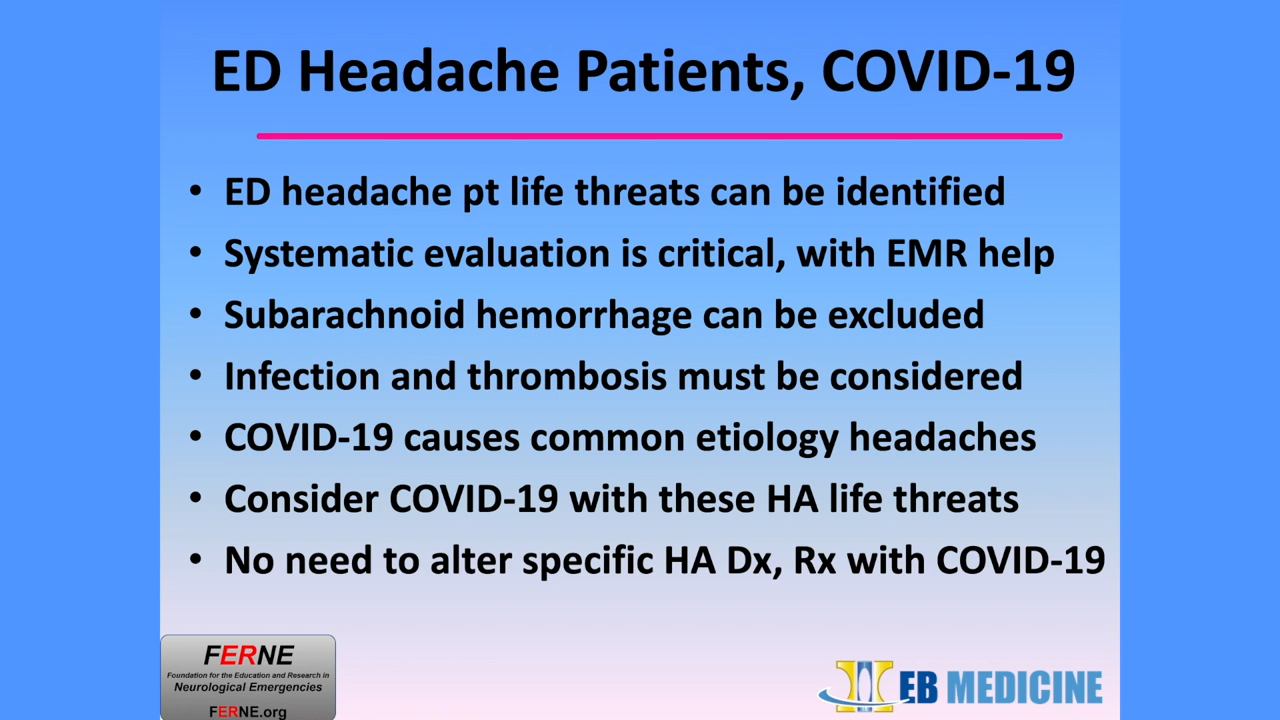 ED Headache Patients, COVID-19
• ED headache pt life threats can be identified
• Systematic evaluation is critical, with EMR help
• Subarachnoid hemorrhage can be excluded
• Infection and thrombosis must be considered
• COVID-19 causes common etiology headaches
• Consider COVID-19 with these HA life threats
• No need to alter specific HA Dx, Rx with COVID-19
FERNE
Foundation for the Education and Research in
Neurological Emergencies
FERNE.org
EB MEDICINE